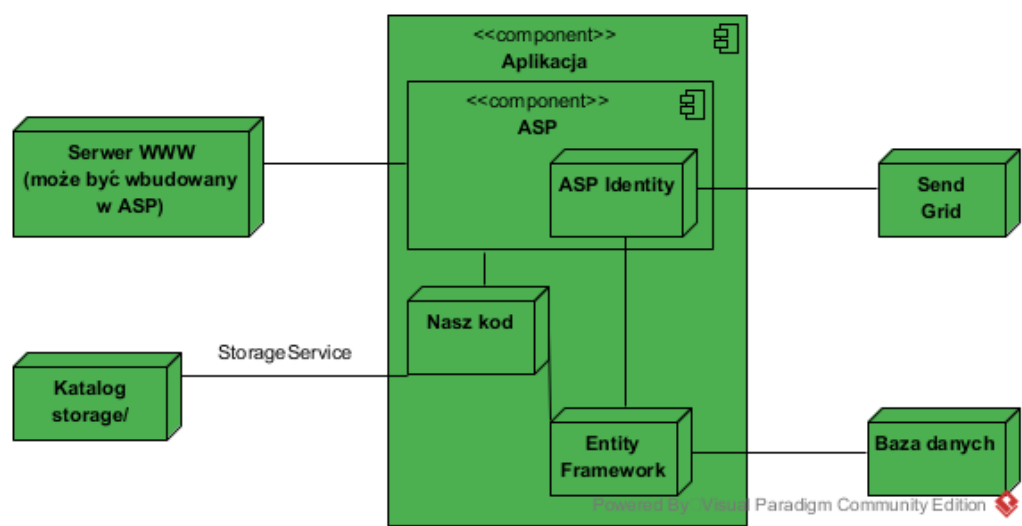 <<component>>
Aplikacja
<<component>>
ASP
Serwer WWW
(może być wbudowany
w ASP)
ASP Identity
Send
Grid
Nasz kod
StorageService
Katalog
storage/
Entity
Framework
Baza danych
Powered By Visual Paradigm Community Edition